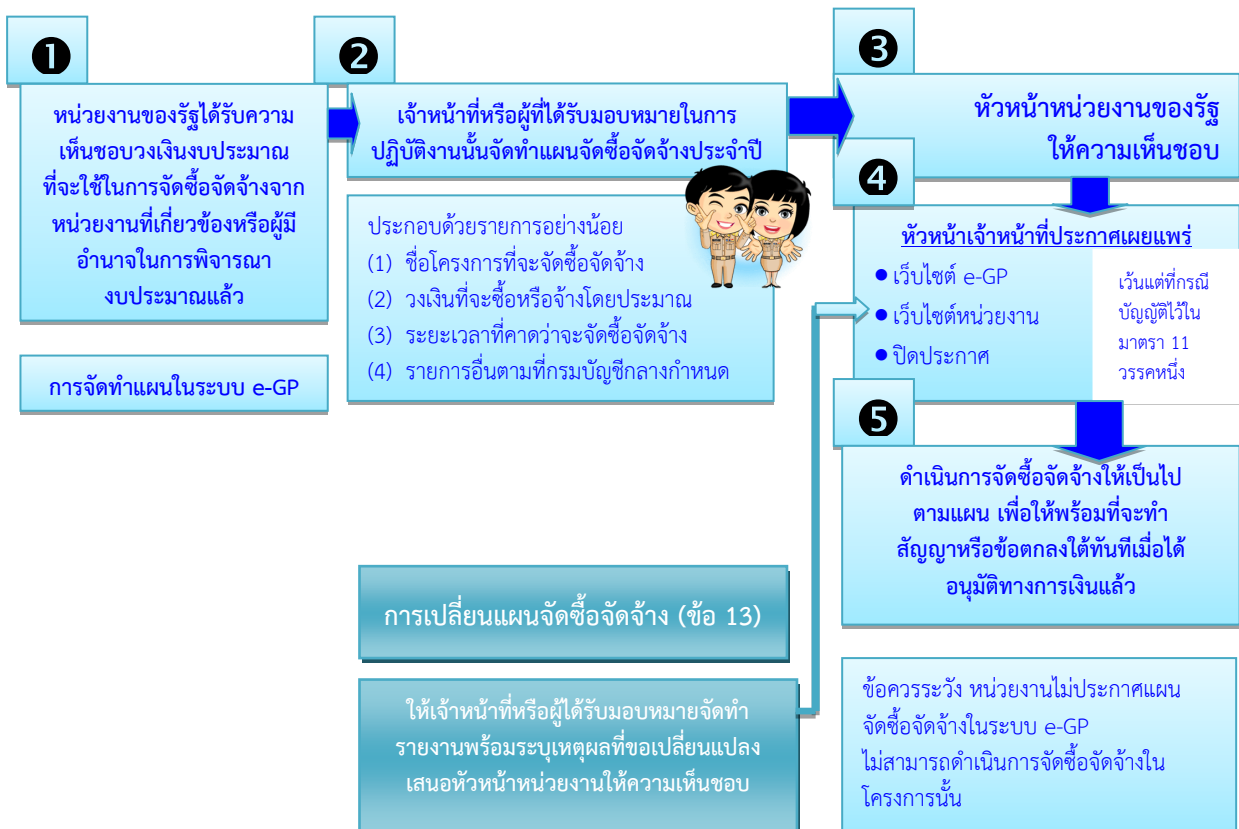 ❶
หน่วยงานของรัฐได้รับความ
เห็นชอบวงเงินงบประมาณ
ที่จะใช้ในการจัดซื้อจัดจ้างจาก
หน่วยงานที่เกี่ยวข้องหรือผู้มี
อำนาจในการพิจารณา
งบประมาณแล้ว
การจัดทำแผนในระบบ e-GP
❷
เจ้าหน้าที่หรือผู้ที่ได้รับมอบหมายในการ
ปฏิบัติงานนั้นจัดทำแผนจัดซื้อจัดจ้างประจำปี
ประกอบด้วยรายการอย่างน้อย
(1) ชื่อโครงการที่จะจัดซื้อจัดจ้าง
(2) วงเงินที่จะซื้อหรือจ้างโดยประมาณ
(3) ระยะเวลาที่คาดว่าจะจัดซื้อจัดจ้าง
(4) รายการอื่นตามที่กรมบัญชีกลางกำหนด
❸
หัวหน้าหน่วยงานของรัฐ
ให้ความเห็นชอบ
❹
หัวหน้าเจ้าหน้าที่ประกาศเผยแพร่
● เว็บไซต์ e-GP
● เว็บไซต์หน่วยงาน
● ปิดประกาศ
เว้นแต่ที่กรณี
บัญญัติไว้ใน
มาตรา 11
วรรคหนึ่ง
❺
ดำเนินการจัดซื้อจัดจ้างให้เป็นไป
ตามแผน เพื่อให้พร้อมที่จะทำ
สัญญาหรือข้อตกลงใต้ทันทีเมื่อได้
อนุมัติทางการเงินแล้ว
การเปลี่ยนแผนจัดซื้อจัดจ้าง (ข้อ 13)
ให้เจ้าหน้าที่หรือผู้ได้รับมอบหมายจัดทำ
รายงานพร้อมระบุเหตุผลที่ขอเปลี่ยนแปลง
เสนอหัวหน้าหน่วยงานให้ความเห็นชอบ
ข้อควรระวัง หน่วยงานไม่ประกาศแผน
จัดซื้อจัดจ้างในระบบ e-GP
ไม่สามารถดำเนินการจัดซื้อจัดจ้างใน
โครงการนั้น